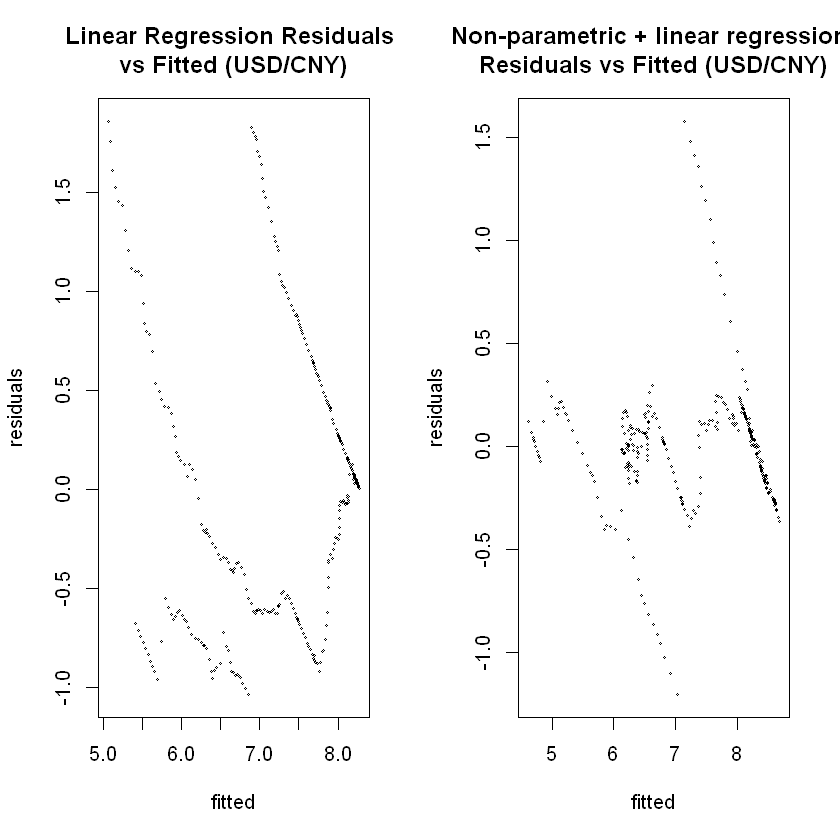 Linear Regression Residuals
vs Fitted (USD/CNY)
residuals
1.5
1.0
0.5
0.0
-0.5
-1.0
5.0 6.0 7.0 8.0
fitted
Non-parametric + linear regression
Residuals vs Fitted (USD/CNY)
residuals
1.5
1.0
0.5
0.0
-0.5
-1.0
5 6 7 8
fitted